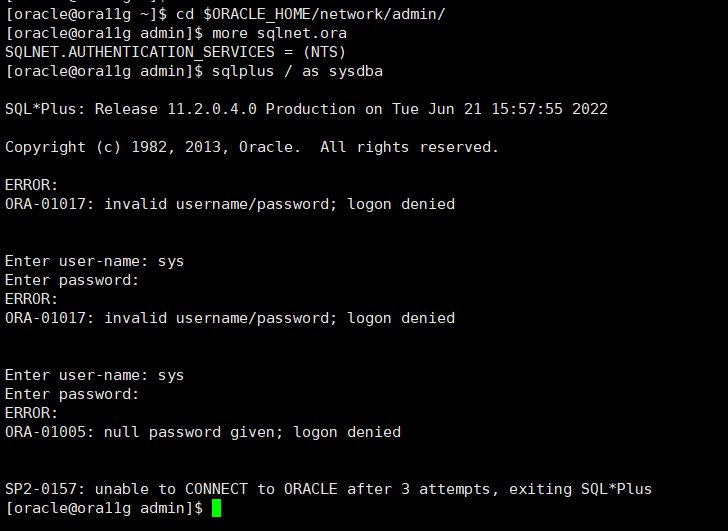 [oracle@ora11g ~]$ cd $ORACLE_HOME/network/admin/
[oracle@ora11g admin]$ more sqlnet.ora
SQLNET.AUTHENTICATION_SERVICES = (NTS)
[oracle@ora11g admin]$ sqlplus / as sysdba
SQL*Plus: Release 11.2.0.4.0 Production on Tue Jun 21 15:57:55 2022
Copyright (c) 1982, 2013, Oracle.  All rights reserved.
ERROR:
ORA-01017: invalid username/password; logon denied
Enter user-name: sys
Enter password:
ERROR:
ORA-01017: invalid username/password; logon denied
Enter user-name: sys
Enter password:
ERROR:
ORA-01005: null password given; logon denied
SP2-0157: unable to CONNECT to ORACLE after 3 attempts, exiting SQL*Plus
[oracle@ora11g admin]$